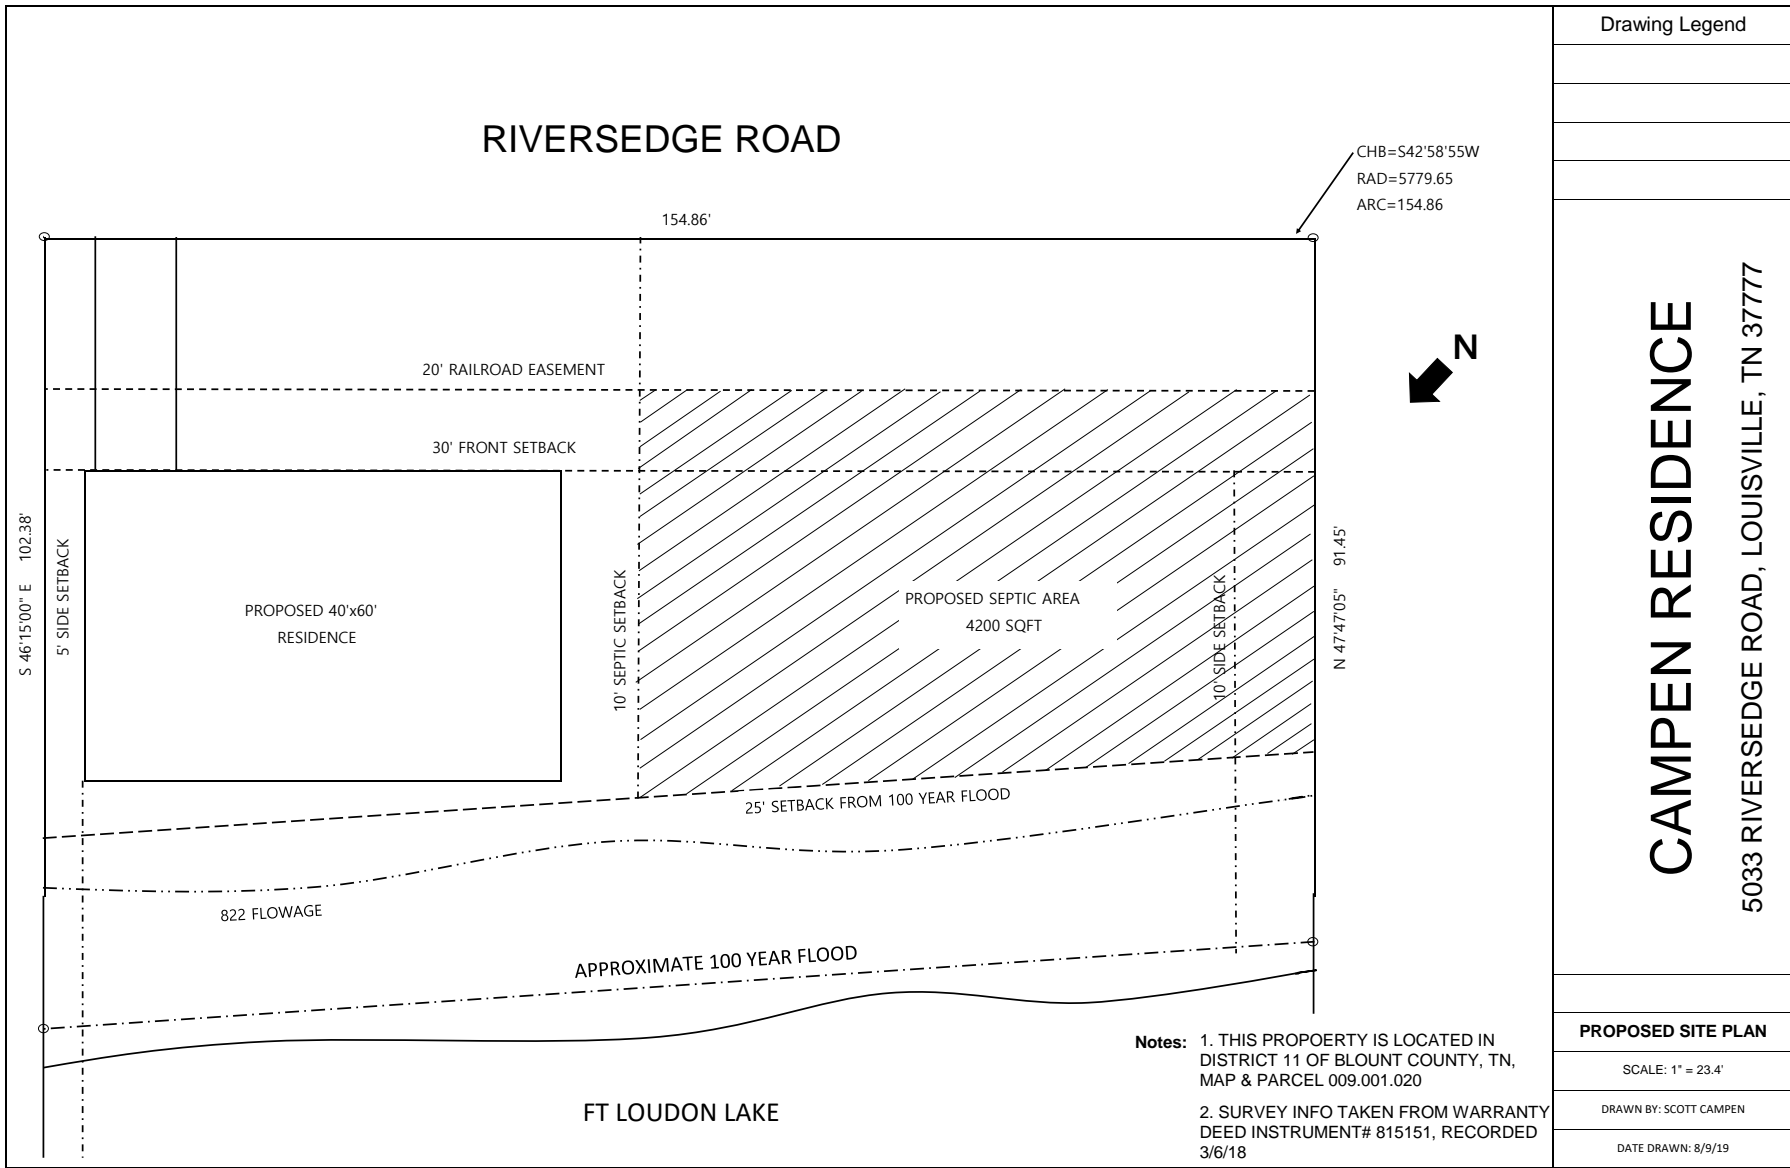 RIVERSEDGE ROAD
CHB=S42'58'55W
RAD=5779.65
ARC=154.86
154.86'
N
20' RAILROAD EASEMENT
30' FRONT SETBACK
S 46'15'00" E 102.38'
5' SIDE SETBACK
PROPOSED 40'x60'
RESIDENCE
10' SEPTIC SETBACK
PROPOSED SEPTIC AREA
4200 SQFT
10' SIDE SETBACK
N 47'47'05" 91.45'
25' SETBACK FROM 100 YEAR FLOOD
822 FLOWAGE
APPROXIMATE 100 YEAR FLOOD
FT LOUDON LAKE
Notes: 1. THIS PROPOERTY IS LOCATED IN
DISTRICT 11 OF BLOUNT COUNTY, TN,
MAP & PARCEL 009.001.020
2. SURVEY INFO TAKEN FROM WARRANTY
DEED INSTRUMENT# 815151, RECORDED
3/6/18
Drawing Legend
CAMPEN RESIDENCE
5033 RIVERSEDGE ROAD, LOUISVILLE, TN 37777
PROPOSED SITE PLAN
SCALE: 1" = 23.4'
DRAWN BY: SCOTT CAMPEN
DATE DRAWN: 8/9/19